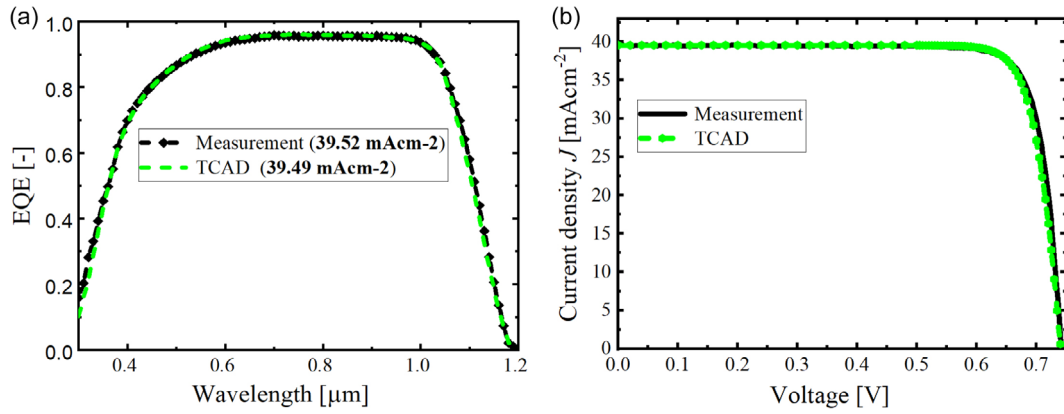 (a)
1.0
0.8
0.6
0.4
0.2
0.0
EQE [-]
Measurement (39.52 mAcm-2)
TCAD (39.49 mAcm-2)
0.4 0.6 0.8 1.0 1.2
Wavelength [µm]
(b)
40
35
30
25
20
15
10
5
0
Current density J [mAcm⁻²]
Measurement
TCAD
0.0 0.1 0.2 0.3 0.4 0.5 0.6 0.7
Voltage [V]